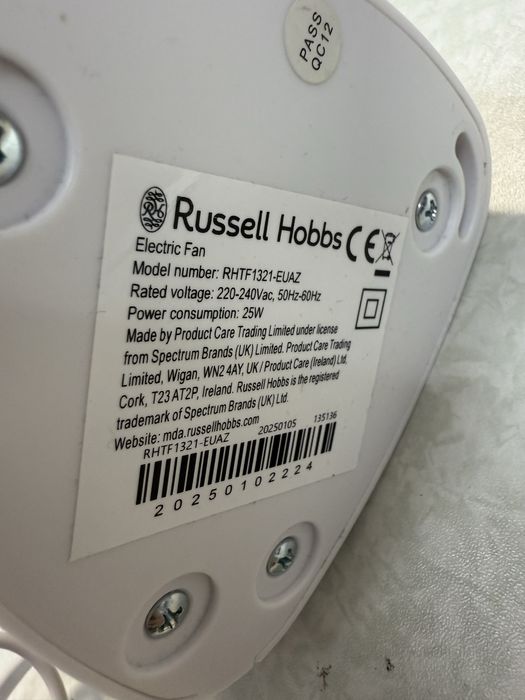 PASS
QC12
RH
Russell Hobbs CE
Electric Fan
Model number: RHTF1321-EUAZ
Rated voltage: 220-240Vac, 50Hz-60Hz
Power consumption: 25W
Made by Product Care Trading Limited under license
from Spectrum Brands (UK) Limited. Product Care Trading
Limited, Wigan, WN2 4AY, UK / Product Care (Ireland) Ltd.
Cork, T23 AT2P, Ireland. Russell Hobbs is the registered
trademark of Spectrum Brands (UK) Ltd.
Website: mda.russellhobbs.com
RHTF1321-EUAZ 20250105 135136
20250102224